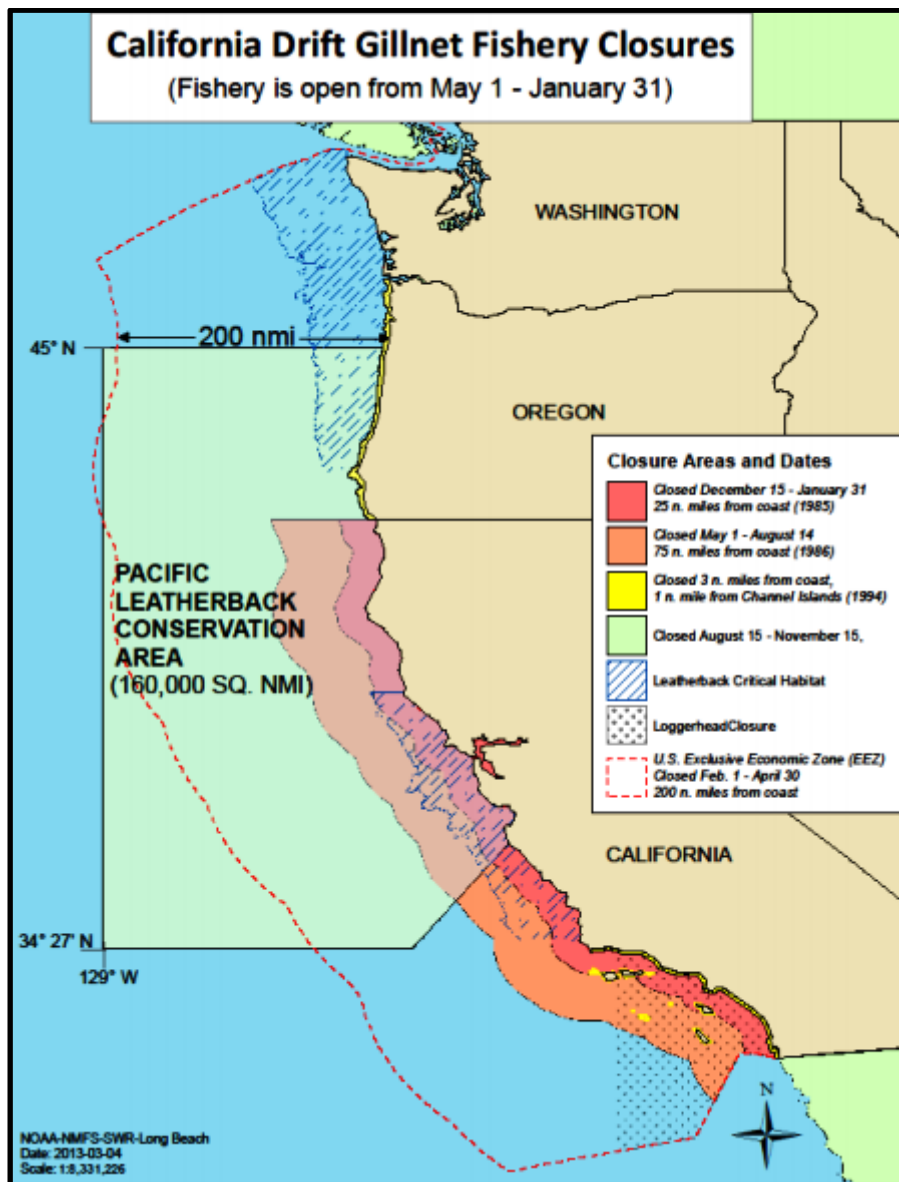 California Drift Gillnet Fishery Closures
(Fishery is open from May 1 - January 31)
WASHINGTON
200 nmi
45° N
OREGON
Closure Areas and Dates
Closed December 15 - January 31
25 n. miles from coast (1985)
Closed May 1 - August 14
75 n. miles from coast (1986)
Closed 3 n. miles from coast,
1 n. mile from Channel Islands (1994)
Closed August 15 - November 15,
Leatherback Critical Habitat
LoggerheadClosure
U.S. Exclusive Economic Zone (EEZ)
Closed Feb. 1 - April 30
200 n. miles from coast
PACIFIC
LEATHERBACK
CONSERVATION
AREA
(160,000 SQ. NMI)
CALIFORNIA
34° 27' N
129° W
N
NOAA-NMFS-SWR-Long Beach
Date: 2013-03-04
Scale: 1:8,331,226